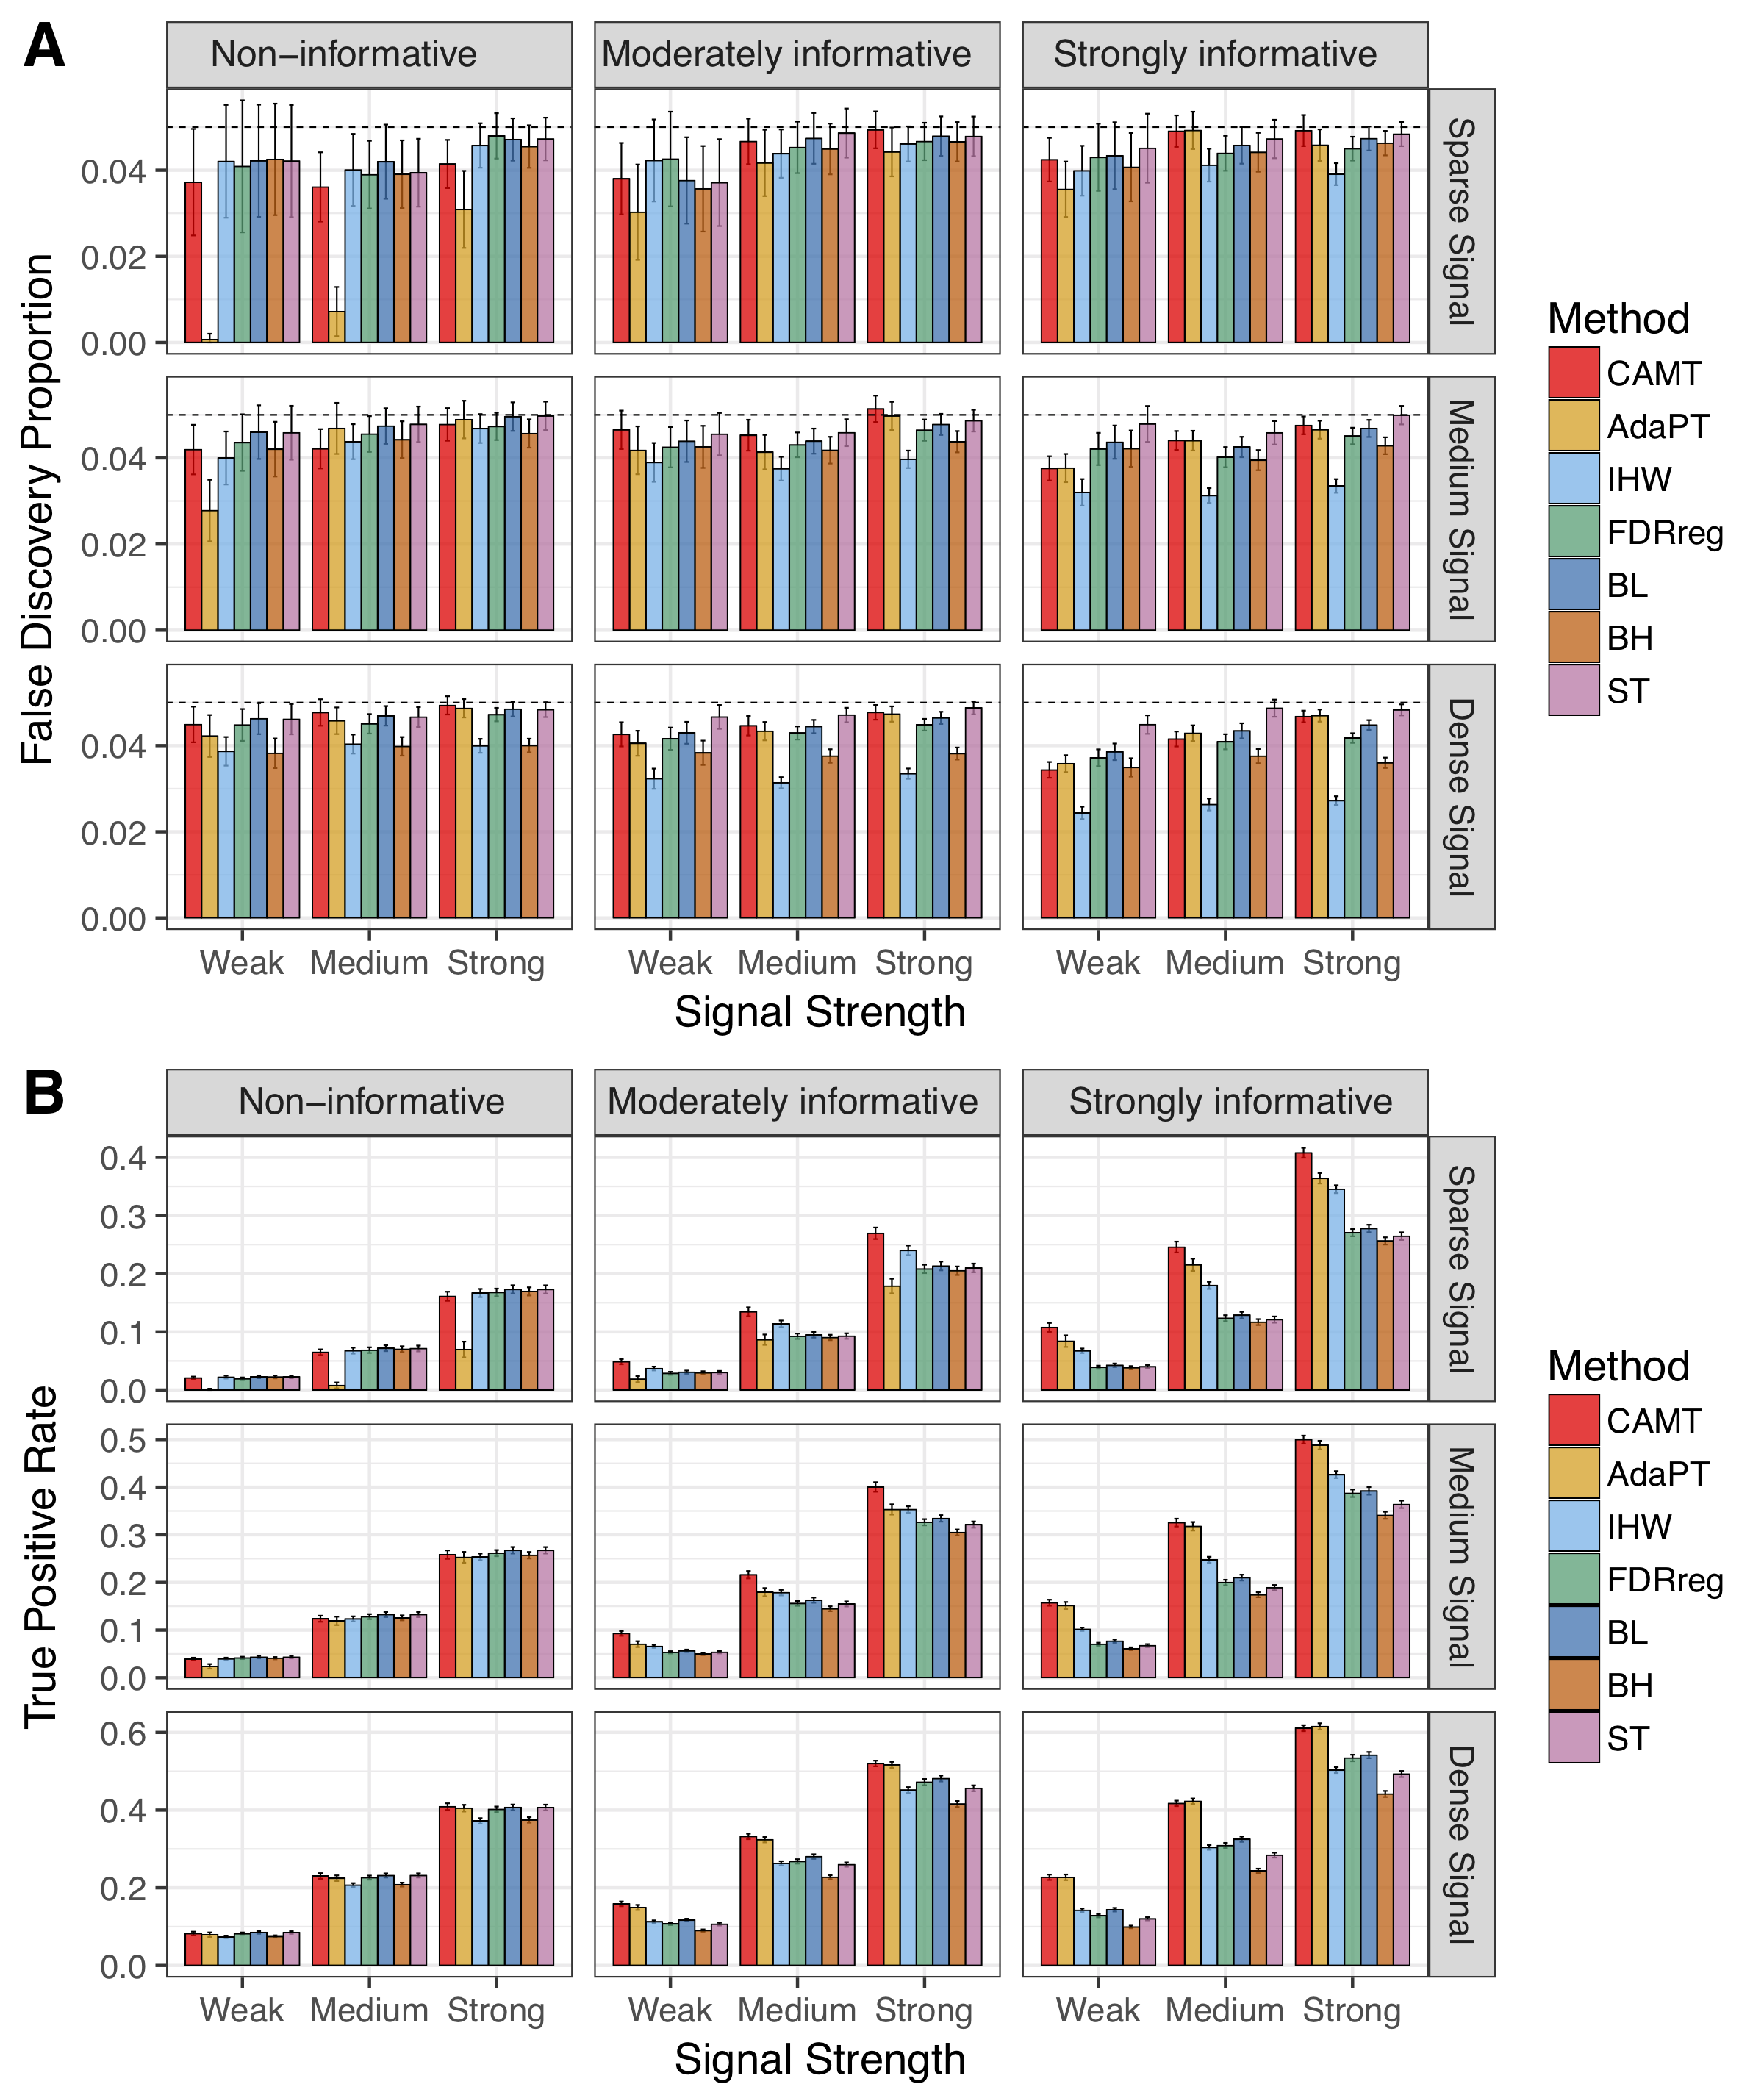 A
Non−informative
Moderately informative
Strongly informative
False Discovery Proportion
0.04
0.02
0.00
Sparse Signal
0.04
0.02
0.00
Medium Signal
0.04
0.02
0.00
Dense Signal
Weak Medium Strong
Weak Medium Strong
Weak Medium Strong
Signal Strength
Method
CAMT
AdaPT
IHW
FDRreg
BL
BH
ST
B
Non−informative
Moderately informative
Strongly informative
True Positive Rate
0.4
0.3
0.2
0.1
0.0
Sparse Signal
0.5
0.4
0.3
0.2
0.1
0.0
Medium Signal
0.6
0.4
0.2
0.0
Dense Signal
Weak Medium Strong
Weak Medium Strong
Weak Medium Strong
Signal Strength
Method
CAMT
AdaPT
IHW
FDRreg
BL
BH
ST